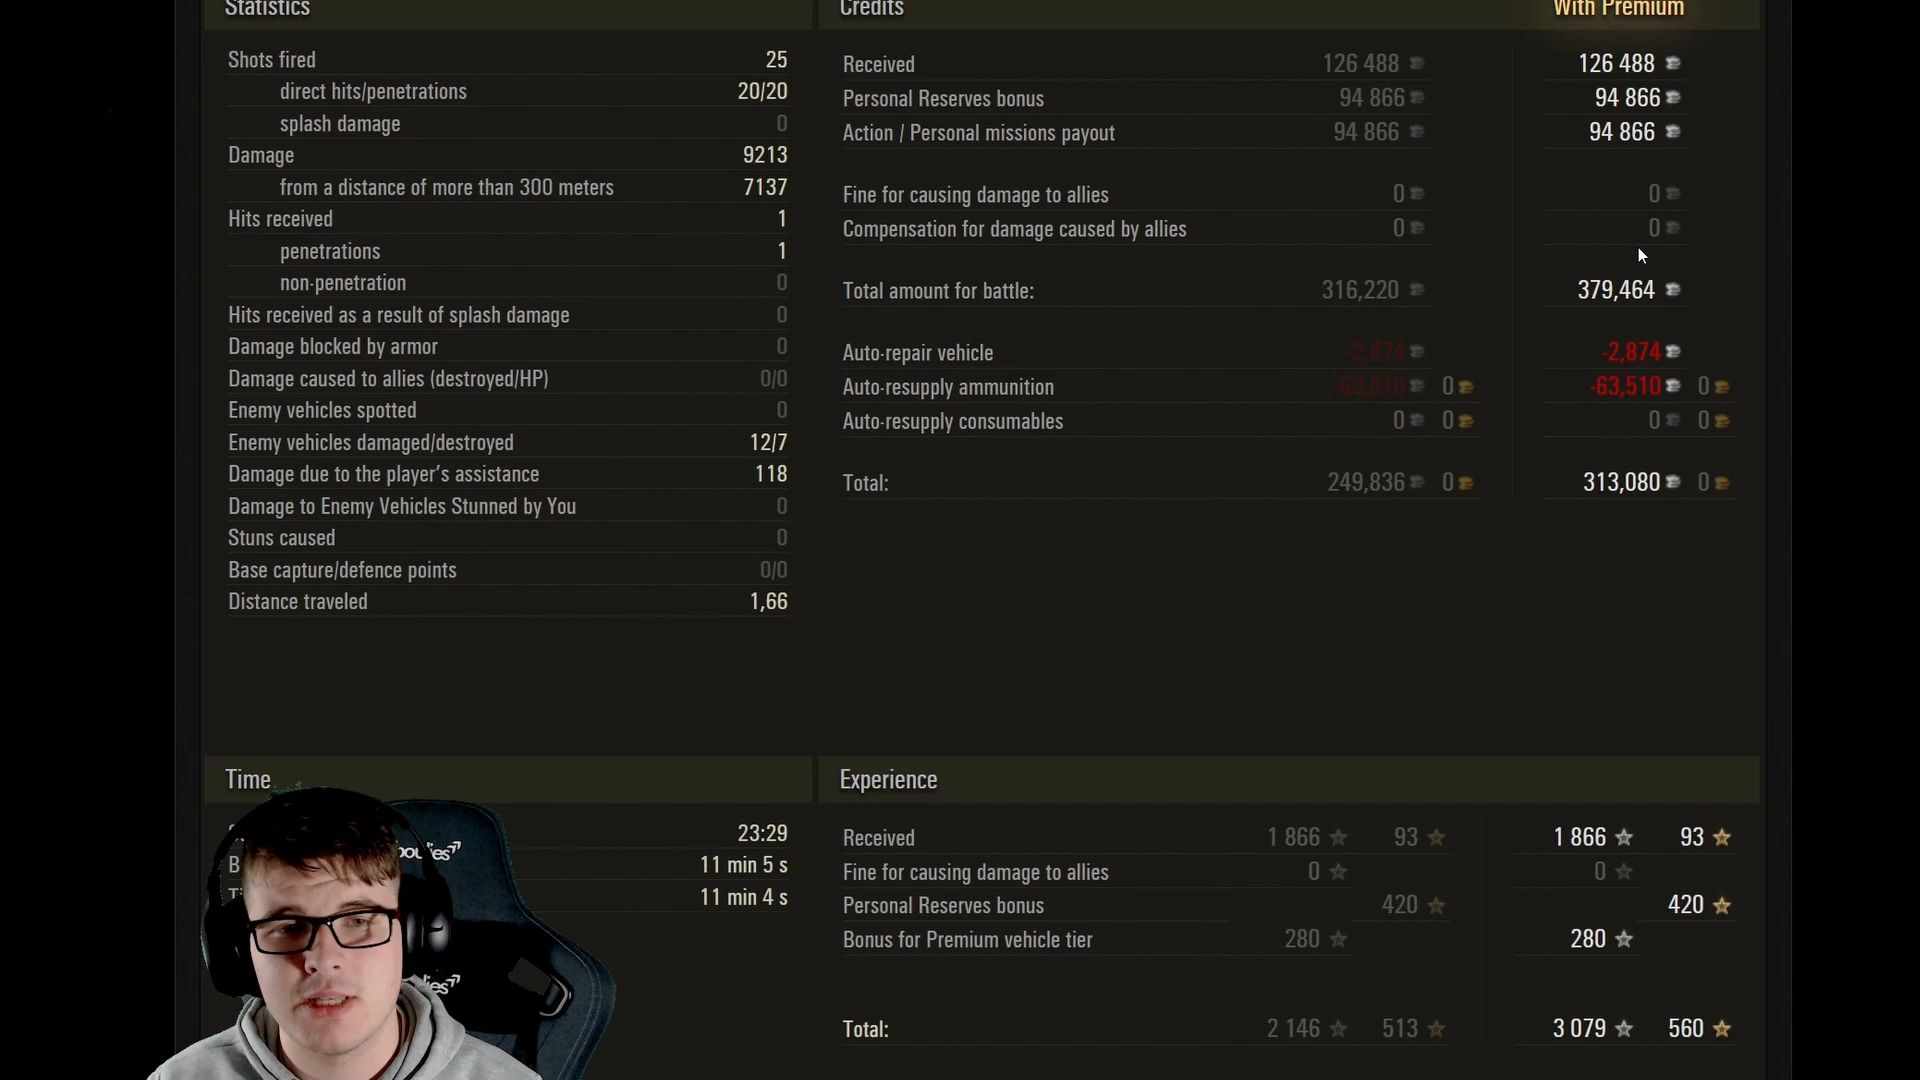 Statistics
Shots fired 25
direct hits/penetrations 20/20
splash damage 0
Damage 9213
from a distance of more than 300 meters 7137
Hits received 1
penetrations 1
non-penetration 0
Hits received as a result of splash damage 0
Damage blocked by armor 0
Damage caused to allies (destroyed/HP) 0/0
Enemy vehicles spotted 0
Enemy vehicles damaged/destroyed 12/7
Damage due to the player's assistance 118
Damage to Enemy Vehicles Stunned by You 0
Stuns caused 0
Base capture/defence points 0/0
Distance traveled 1,66
Credits With Premium
Received 126 488 126 488
Personal Reserves bonus 94 866 94 866
Action / Personal missions payout 94 866 94 866
Fine for causing damage to allies 0 0
Compensation for damage caused by allies 0 0
Total amount for battle: 316,220 379,464
Auto-repair vehicle -2,874 -2,874
Auto-resupply ammunition -63,510 0 -63,510 0
Auto-resupply consumables 0 0 0 0
Total: 249,836 0 313,080 0
Time
23:29
B 11 min 5 s
11 min 4 s
Experience
Received 1 866 93 1 866 93
Fine for causing damage to allies 0 0
Personal Reserves bonus 420 420
Bonus for Premium vehicle tier 280 280
Total: 2 146 513 3 079 560